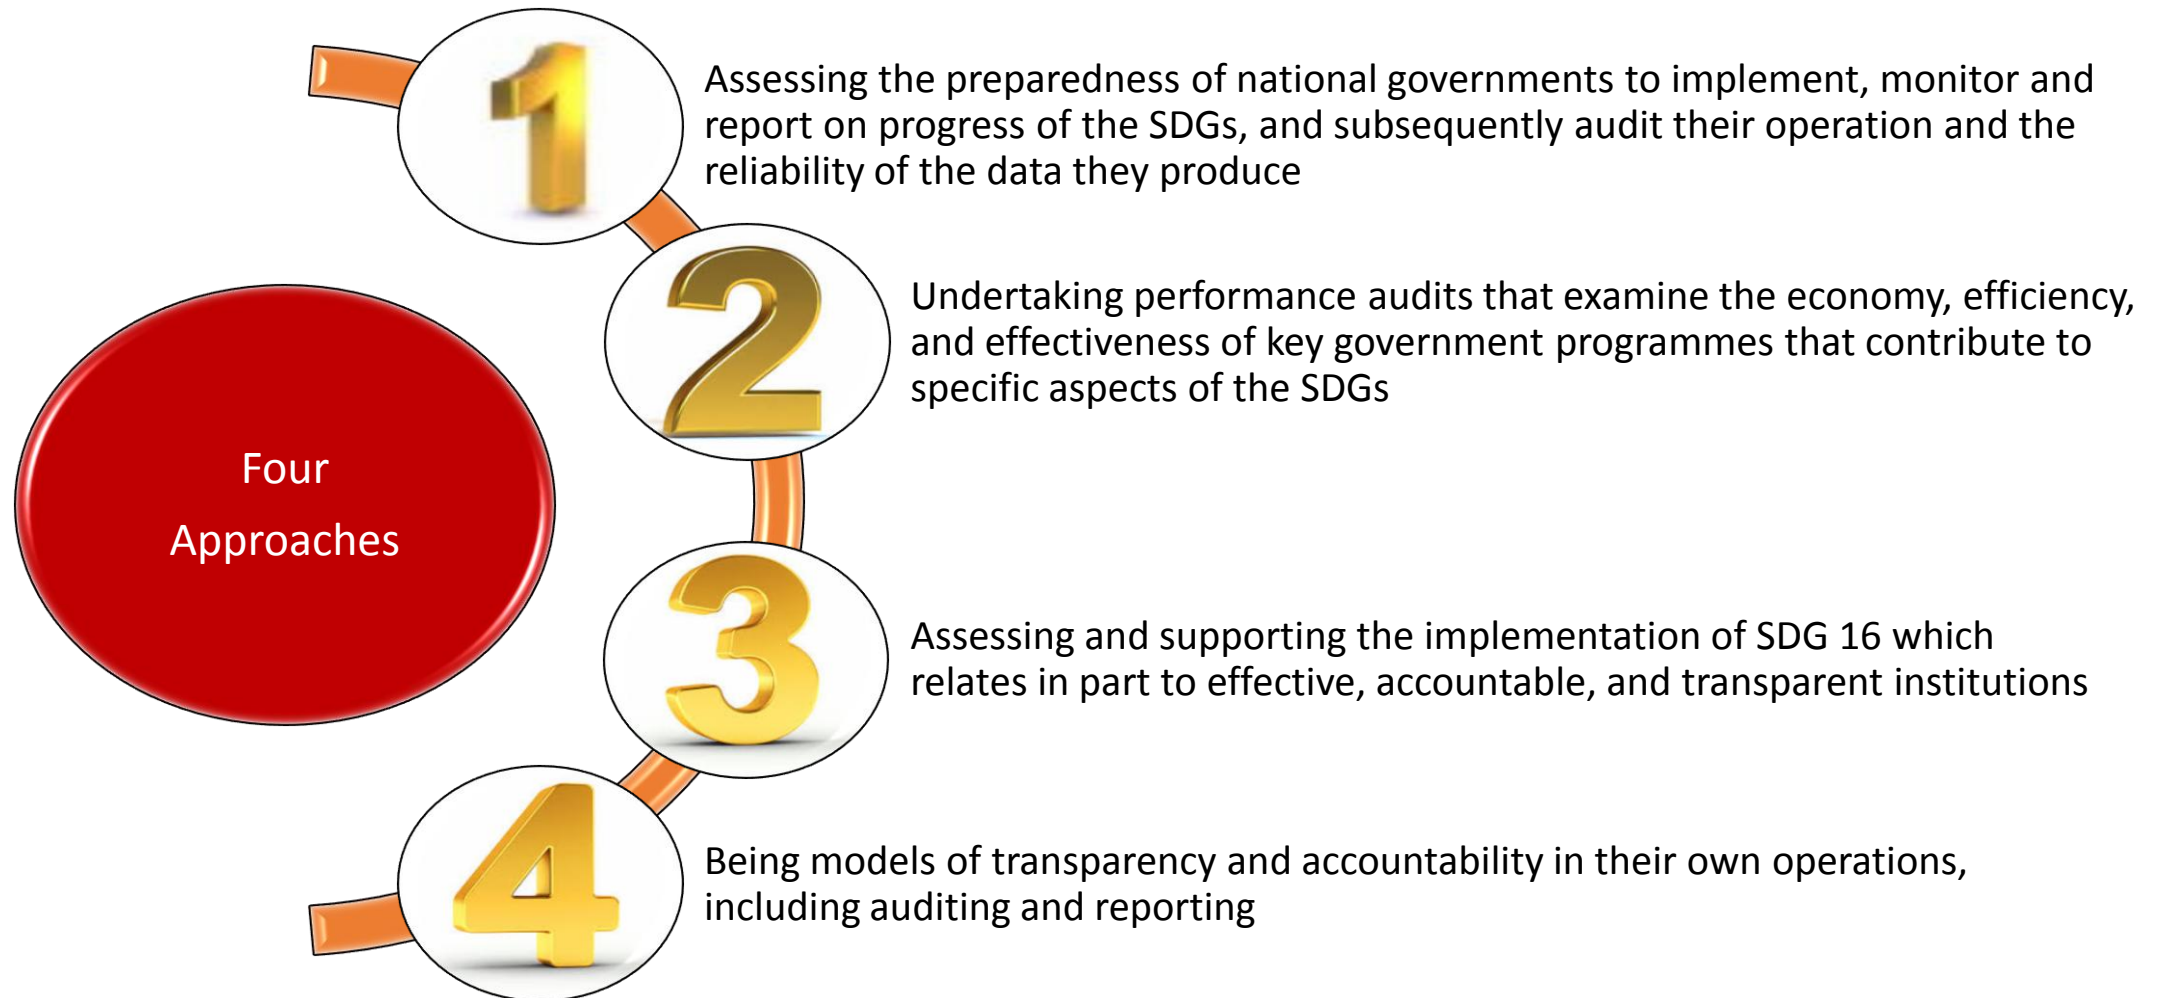 1
Assessing the preparedness of national governments to implement, monitor and
report on progress of the SDGs, and subsequently audit their operation and the
reliability of the data they produce
2
Undertaking performance audits that examine the economy, efficiency,
and effectiveness of key government programmes that contribute to
specific aspects of the SDGs
Four
Approaches
3
Assessing and supporting the implementation of SDG 16 which
relates in part to effective, accountable, and transparent institutions
4
Being models of transparency and accountability in their own operations,
including auditing and reporting